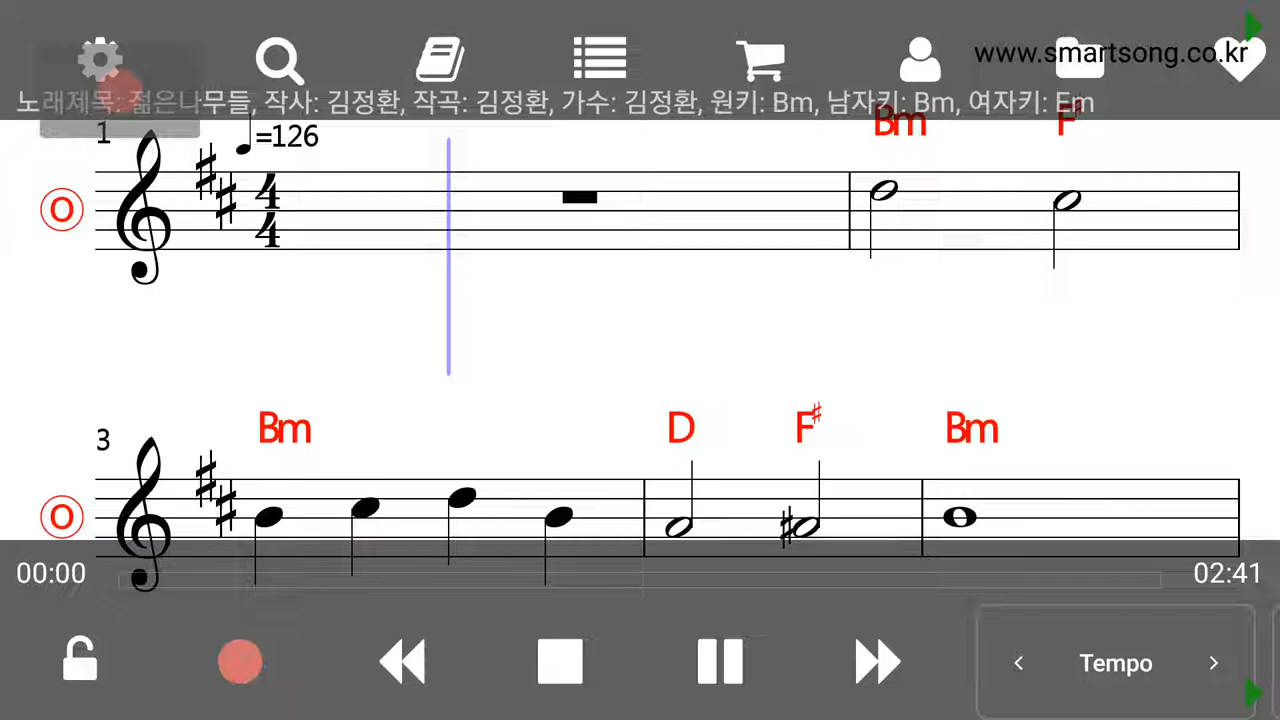 www.smartsong.co.kr
노래제목: 젊은나무들, 작사: 김정환, 작곡: 김정환, 가수: 김정환, 원키: Bm, 남자키: Bm, 여자키: Em
1 =126 Bm F♯
O 4/4
3 Bm D F♯ Bm
O
00:00 02:41
< Tempo >